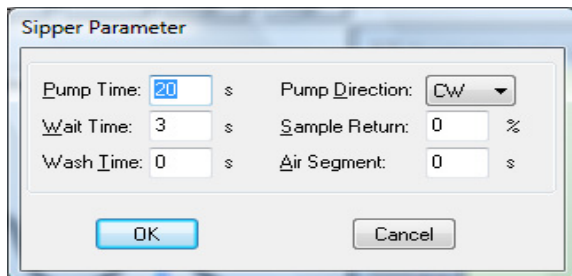 Sipper Parameter
Pump Time: 20 s Pump Direction: CW
Wait Time: 3 s Sample Return: 0 %
Wash Time: 0 s Air Segment: 0 s
OK Cancel